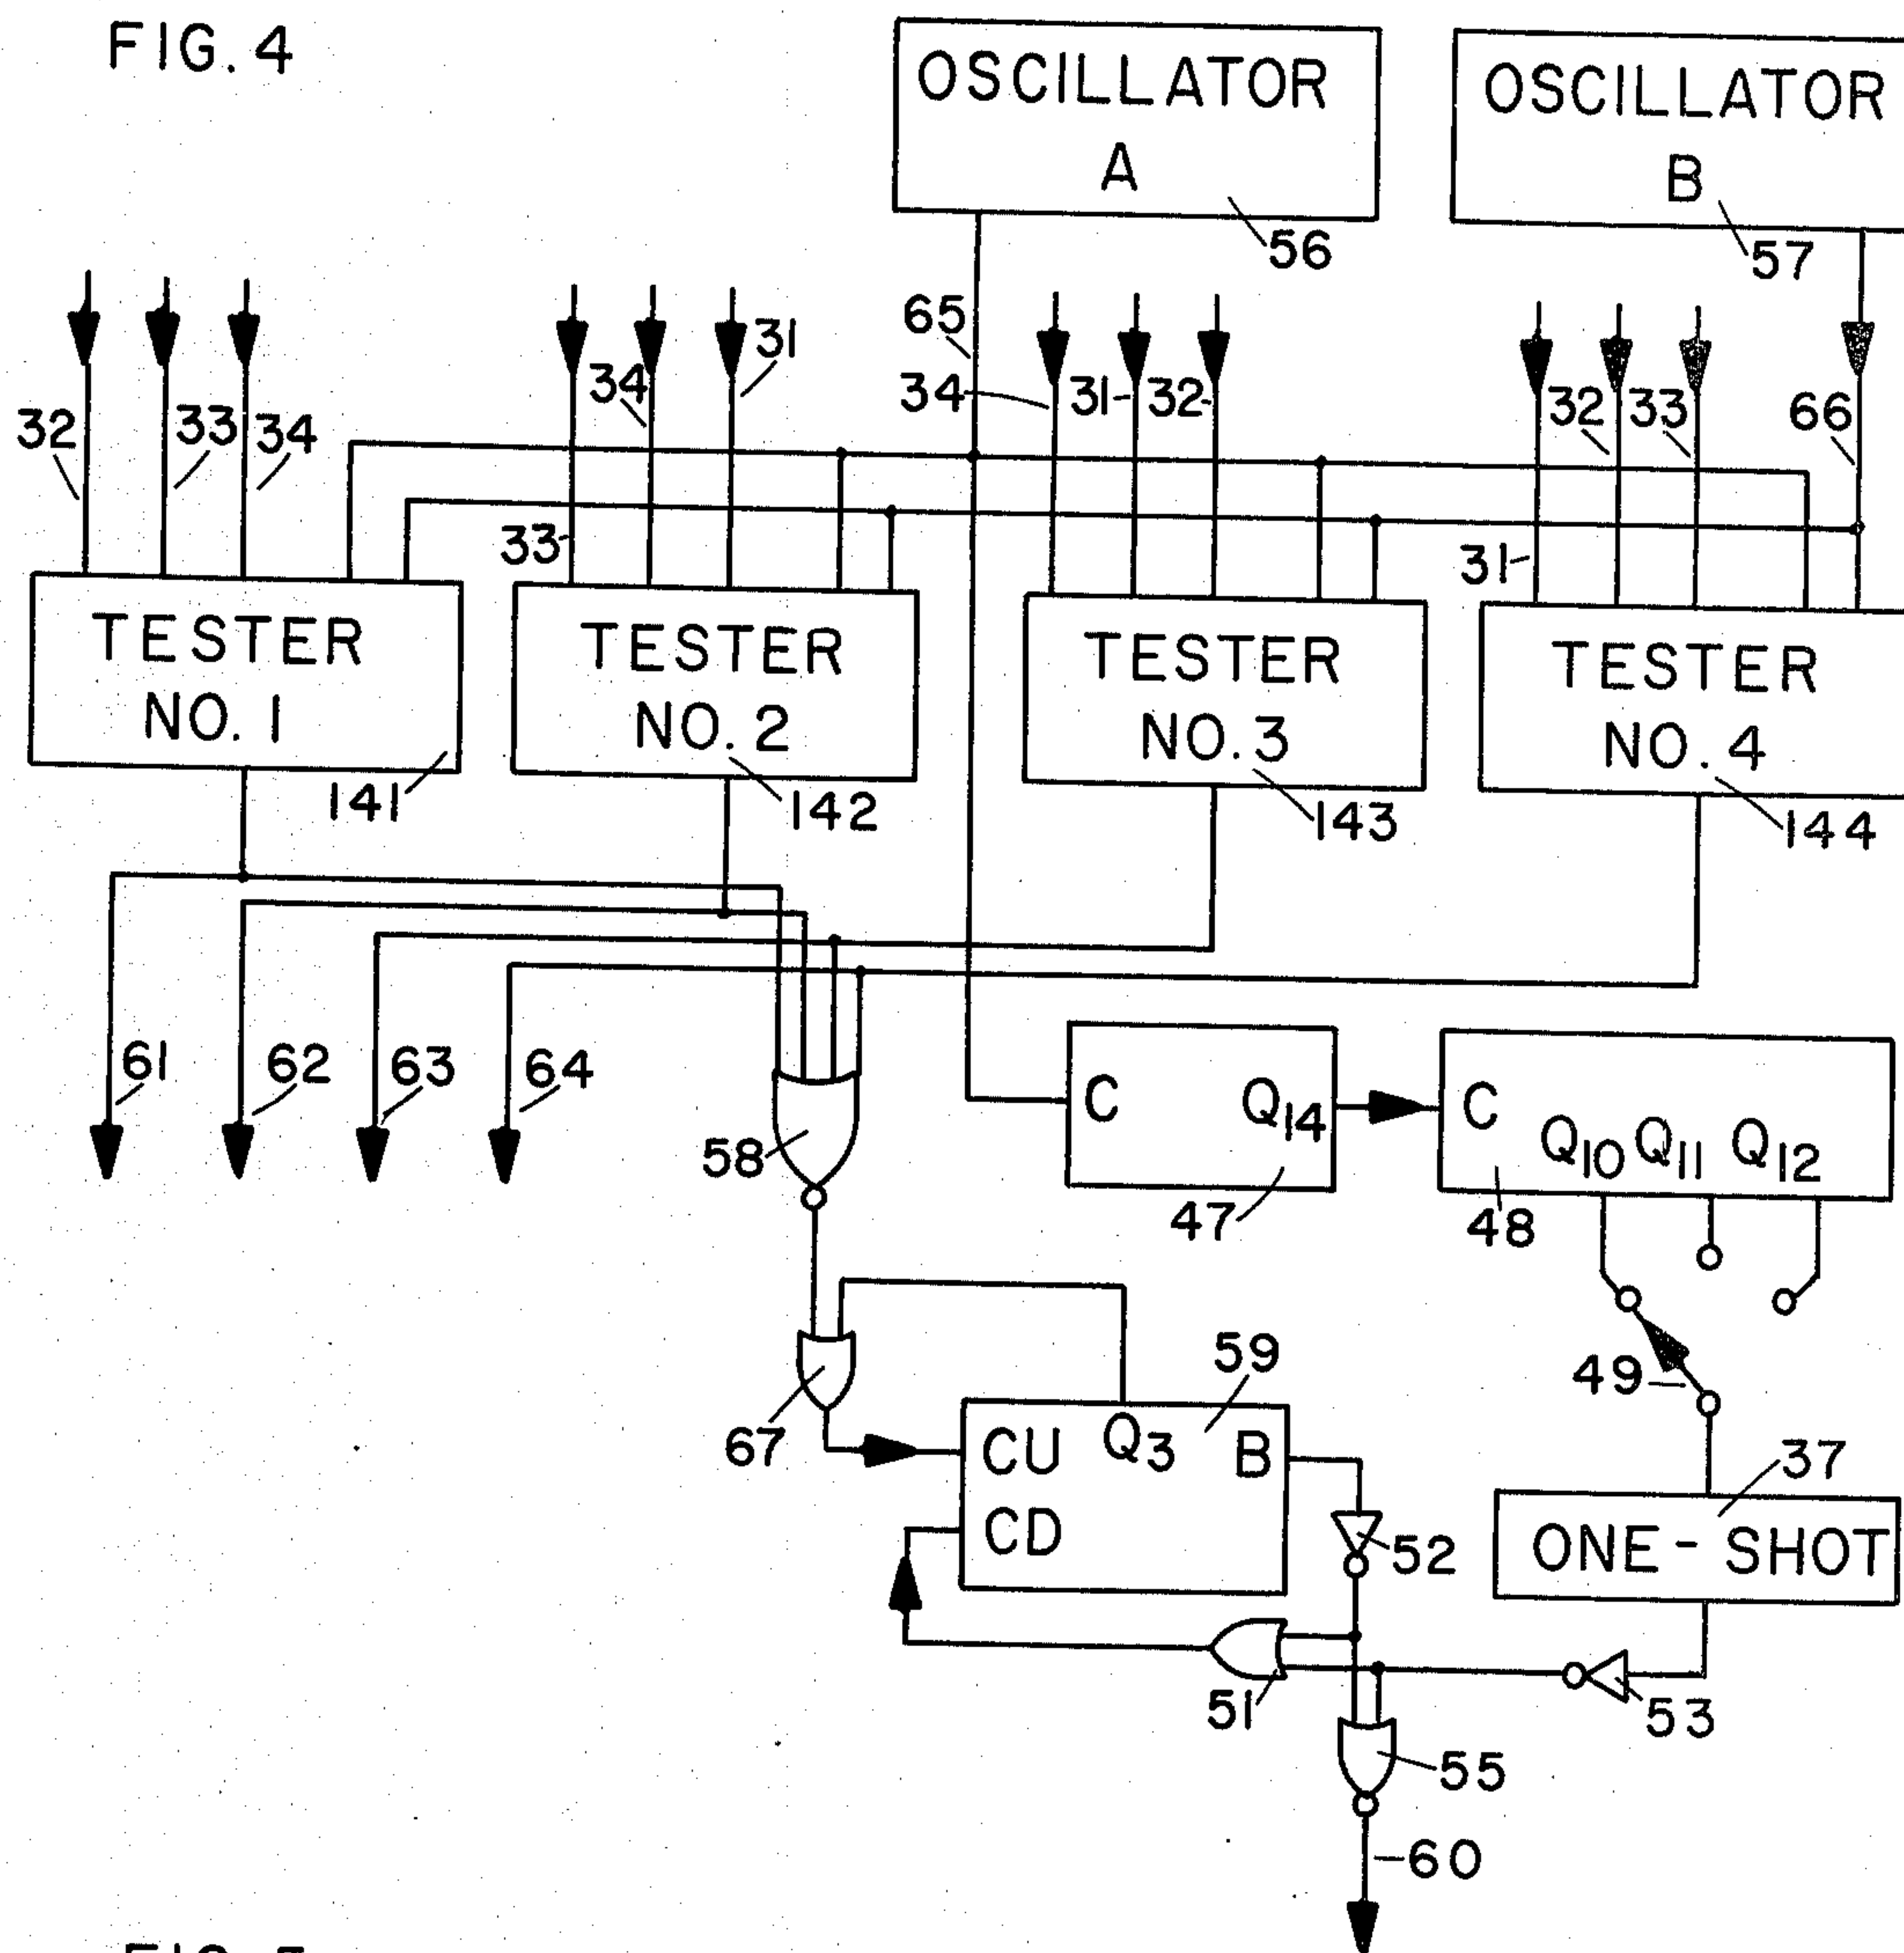 FIG. 4
OSCILLATOR
A
56
OSCILLATOR
B
57
32
33
34
33
34
31
65
34
31
32
31
32
33
66
TESTER
NO. 1
141
TESTER
NO. 2
142
TESTER
NO. 3
143
TESTER
NO. 4
144
61
62
63
64
58
C
Q14
47
C
Q10
Q11
Q12
48
49
67
CU
Q3
B
CD
59
52
37
ONE-SHOT
51
53
55
60